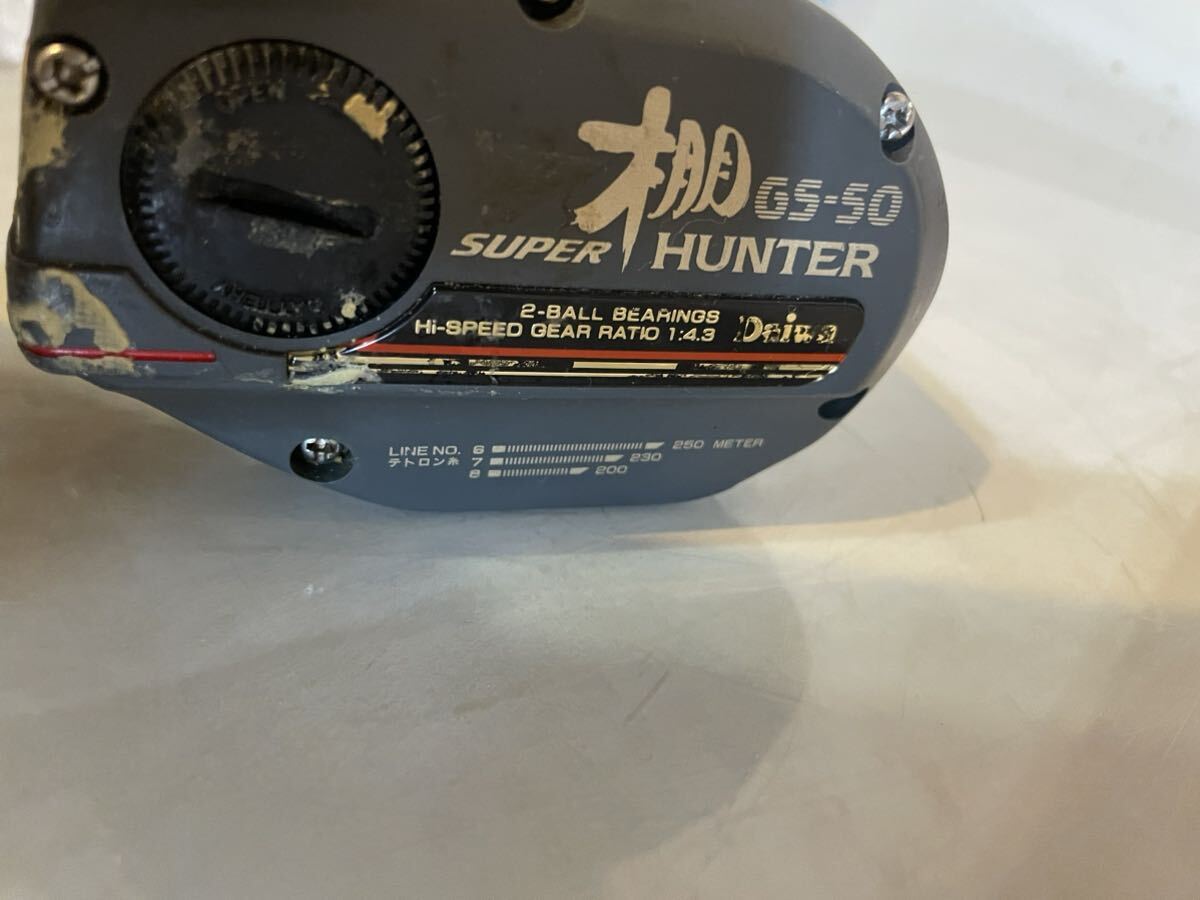 OPEN
棚 GS-50
SUPER HUNTER
2-BALL BEARINGS
Hi-SPEED GEAR RATIO 1:4.3 Daiwa
LINE NO. 6 250 METER
テトロン糸 7 230
8 200